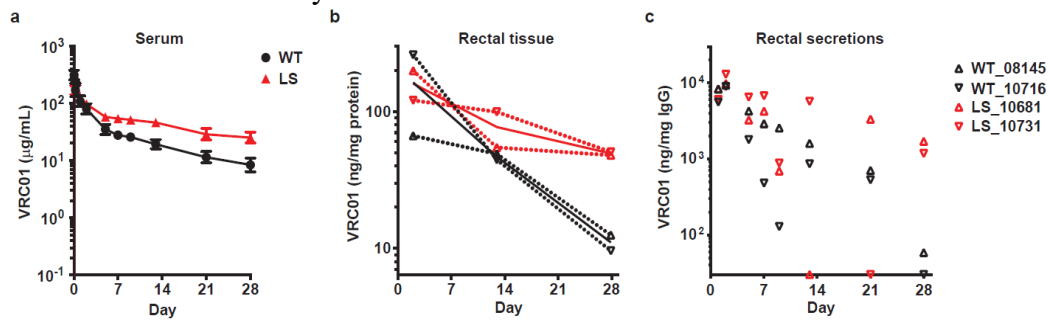 a
Serum
VRC01 (µg/mL)
10³
10²
10¹
10⁰
10⁻¹
0 7 14 21 28
Day
WT
LS
b
Rectal tissue
VRC01 (ng/mg protein)
100
10
0 7 14 21 28
Day
c
Rectal secretions
VRC01 (ng/mg IgG)
10⁴
10³
10²
0 7 14 21 28
Day
WT_08145
WT_10716
LS_10681
LS_10731